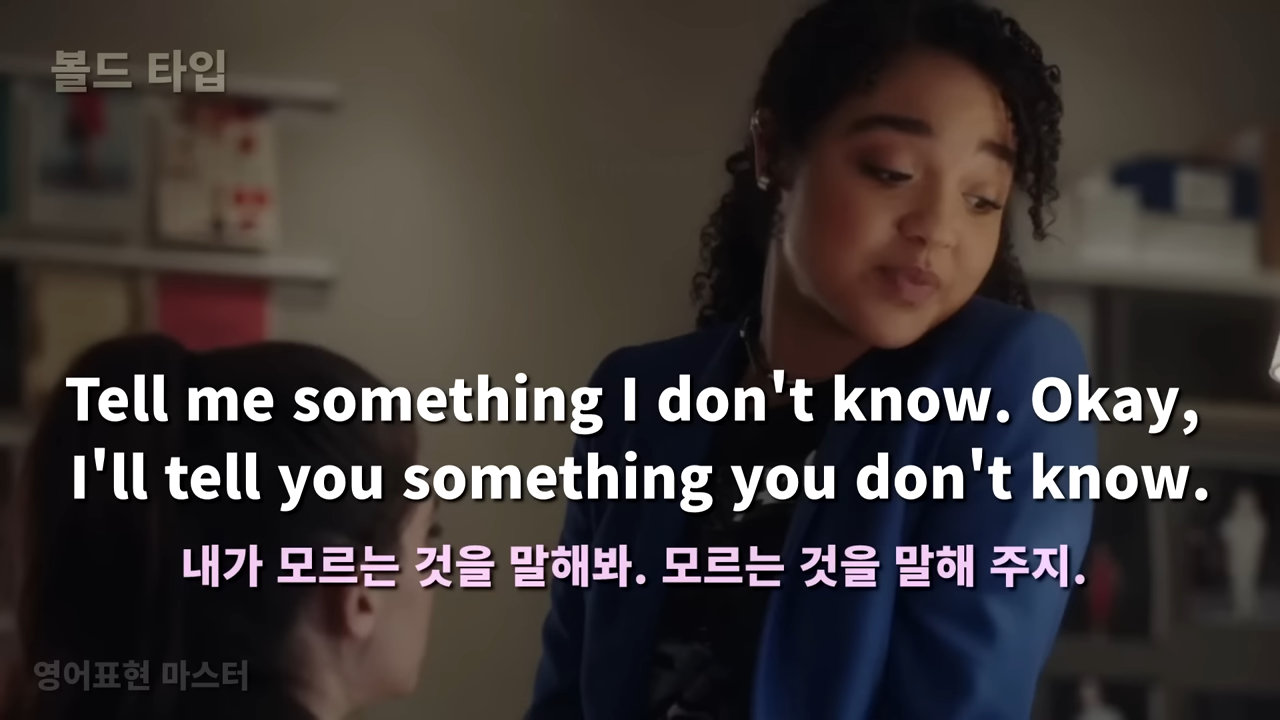 볼드 타입
Tell me something I don't know. Okay,
I'll tell you something you don't know.
내가 모르는 것을 말해봐. 모르는 것을 말해 주지.
영어표현 마스터